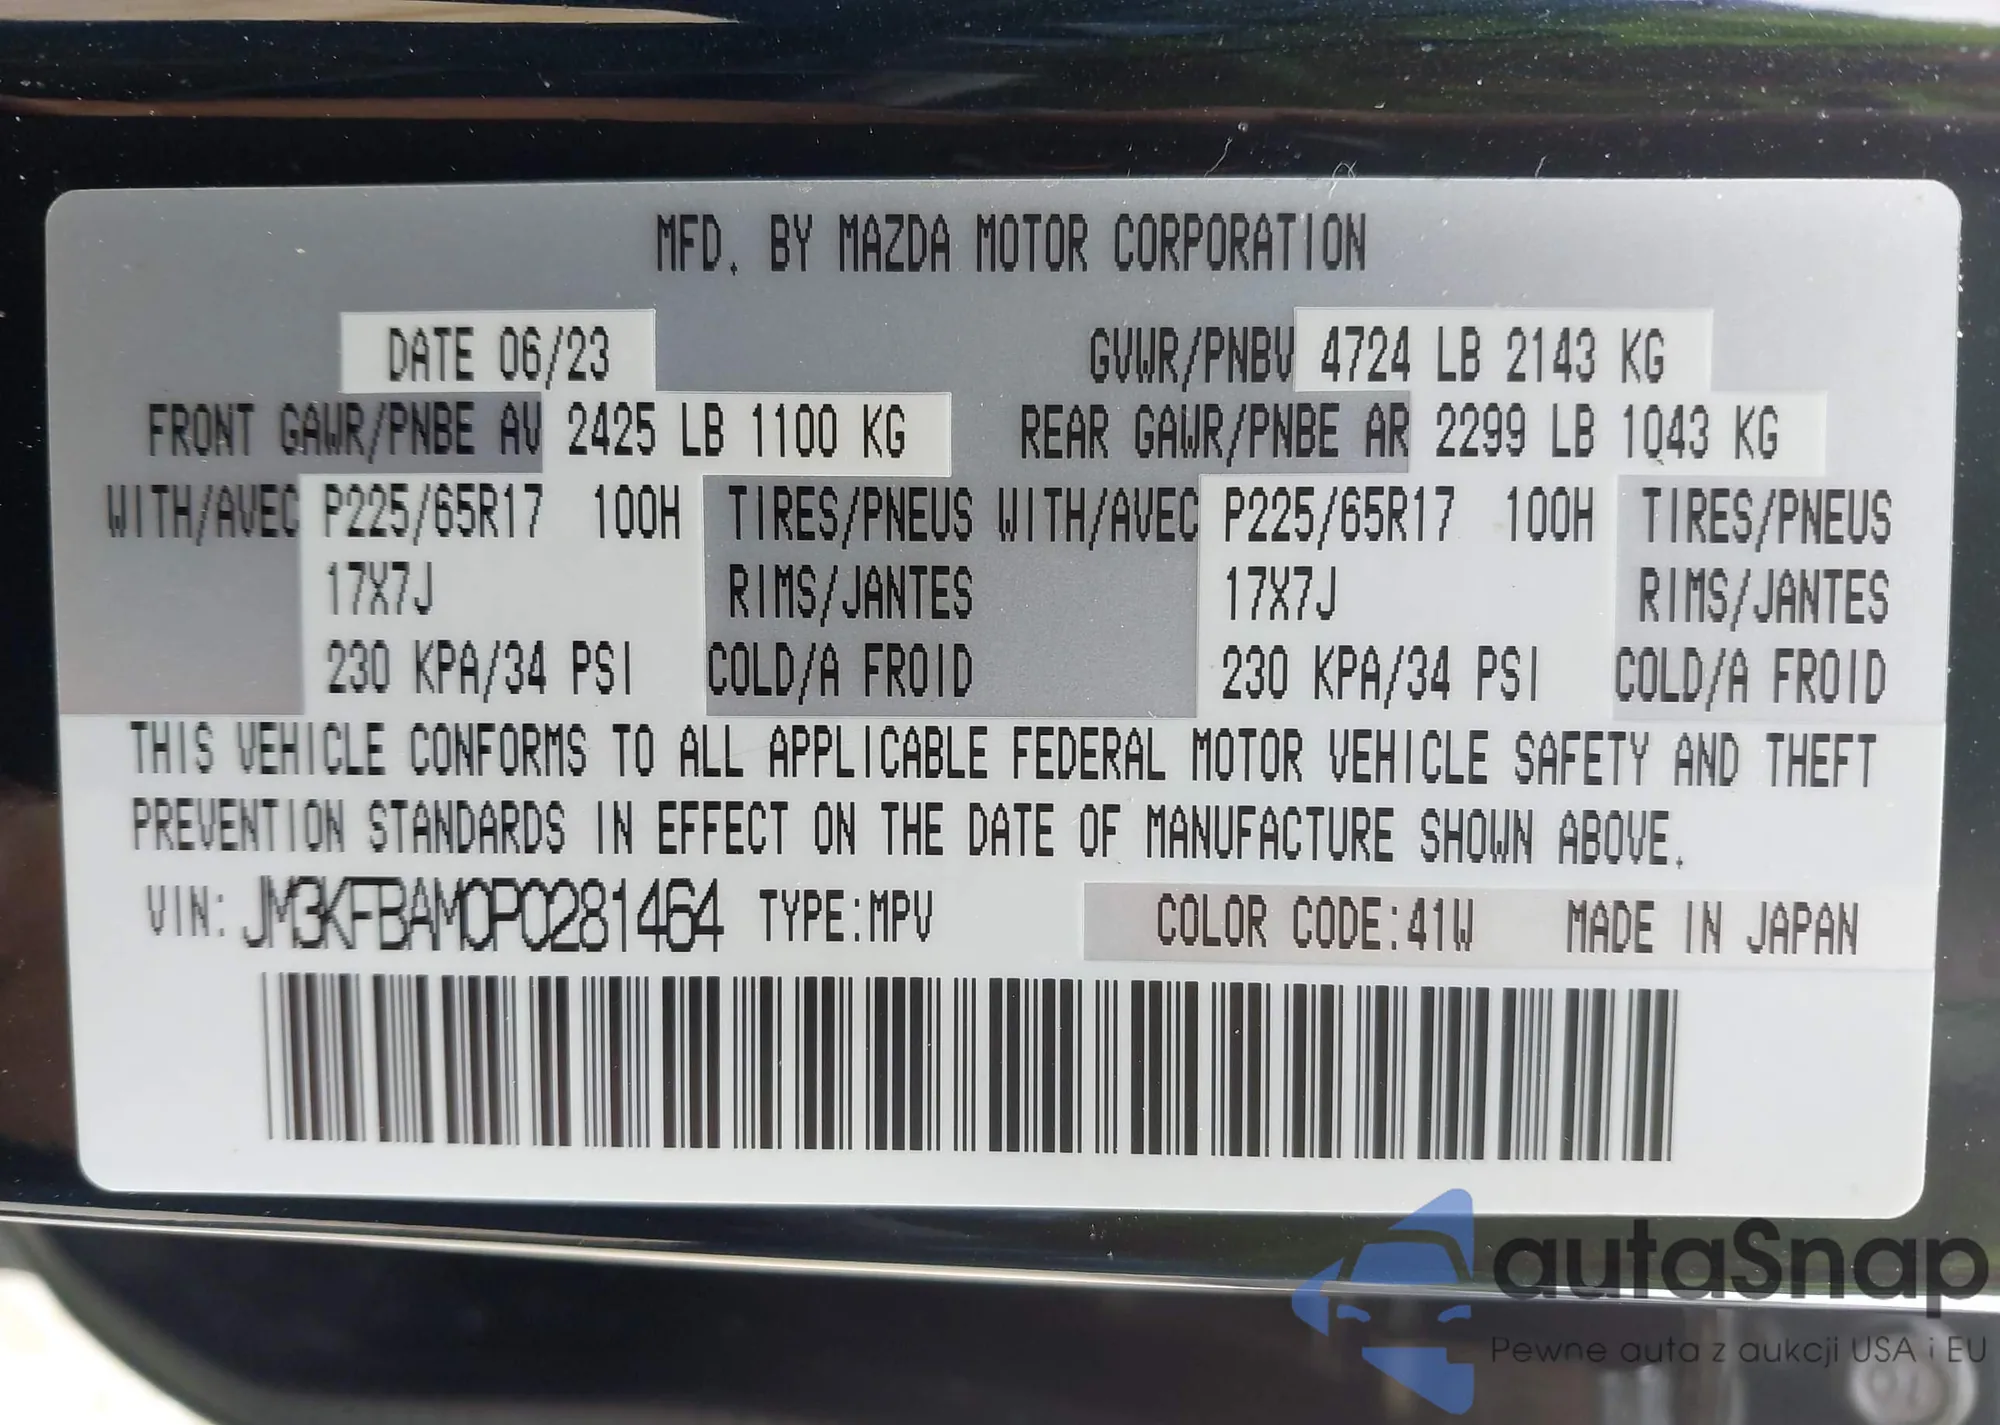 MFD. BY MAZDA MOTOR CORPORATION
DATE 06/23 GVWR/PNBV 4724 LB 2143 KG
FRONT GAWR/PNBE AV 2425 LB 1100 KG REAR GAWR/PNBE AR 2299 LB 1043 KG
WITH/AVEC P225/65R17 100H TIRES/PNEUS WITH/AVEC P225/65R17 100H TIRES/PNEUS
17X7J RIMS/JANTES 17X7J RIMS/JANTES
230 KPA/34 PSI COLD/A FROID 230 KPA/34 PSI COLD/A FROID
THIS VEHICLE CONFORMS TO ALL APPLICABLE FEDERAL MOTOR VEHICLE SAFETY AND THEFT
PREVENTION STANDARDS IN EFFECT ON THE DATE OF MANUFACTURE SHOWN ABOVE.
VIN: JM3KFBAM0P0281464 TYPE:MPV COLOR CODE:41W MADE IN JAPAN
autaSnap
Pewne auta z aukcji USA i EU